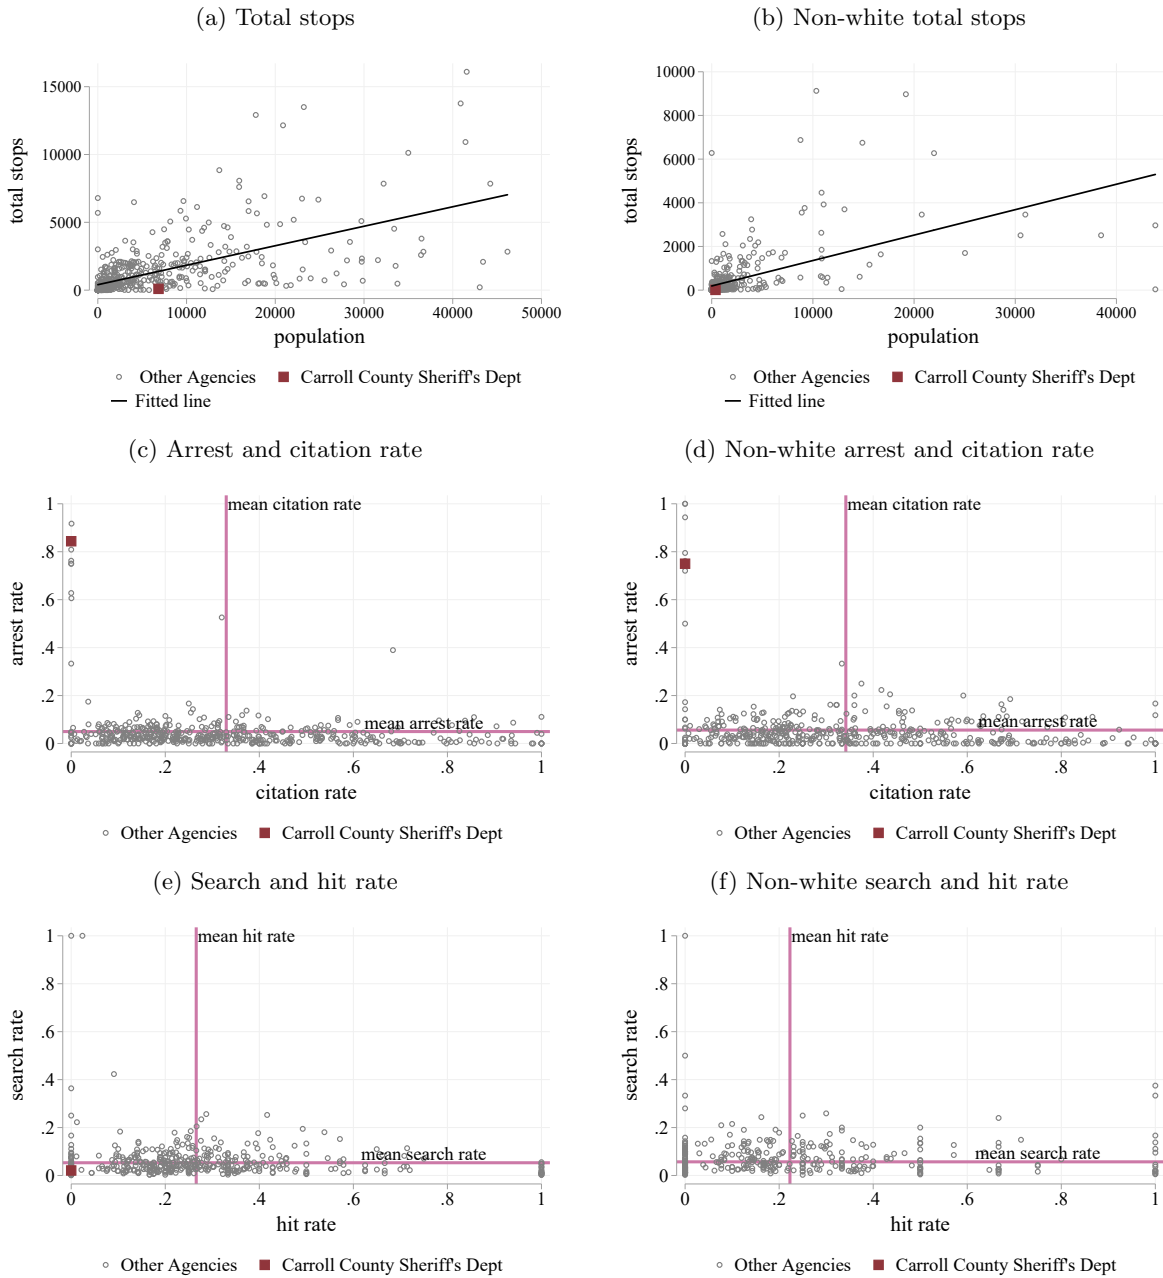 (a) Total stops
(b) Non-white total stops
total stops
15000
10000
5000
0
0 10000 20000 30000 40000 50000
population
Other Agencies Carroll County Sheriff's Dept
Fitted line
total stops
10000
8000
6000
4000
2000
0
0 10000 20000 30000 40000
population
Other Agencies Carroll County Sheriff's Dept
Fitted line
(c) Arrest and citation rate
(d) Non-white arrest and citation rate
arrest rate
1
.8
.6
.4
.2
0
mean citation rate
mean arrest rate
0 .2 .4 .6 .8 1
citation rate
Other Agencies Carroll County Sheriff's Dept
arrest rate
1
.8
.6
.4
.2
0
mean citation rate
mean arrest rate
0 .2 .4 .6 .8 1
citation rate
Other Agencies Carroll County Sheriff's Dept
(e) Search and hit rate
(f) Non-white search and hit rate
search rate
1
.8
.6
.4
.2
0
mean hit rate
mean search rate
0 .2 .4 .6 .8 1
hit rate
Other Agencies Carroll County Sheriff's Dept
search rate
1
.8
.6
.4
.2
0
mean hit rate
mean search rate
0 .2 .4 .6 .8 1
hit rate
Other Agencies Carroll County Sheriff's Dept